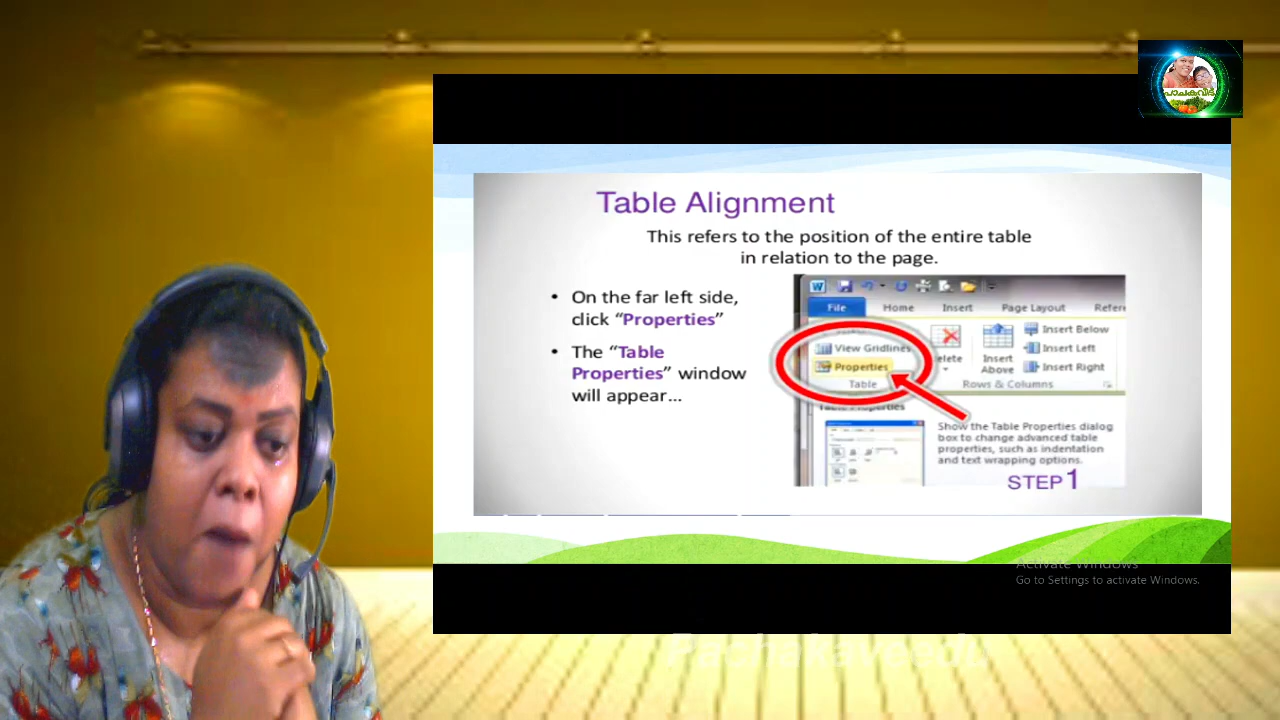 പാചകവീട്
Table Alignment
This refers to the position of the entire table
in relation to the page.
• On the far left side,
click “Properties”
• The “Table
Properties” window
will appear...
File Home Insert Page Layout Refere
View Gridlines
Properties
Table
elete
Insert
Above
Insert Below
Insert Left
Insert Right
Rows & Columns
Table Properties
Show the Table Properties dialog
box to change advanced table
properties, such as indentation
and text wrapping options.
STEP 1
Activate Windows
Go to Settings to activate Windows.
Pachakaveedu